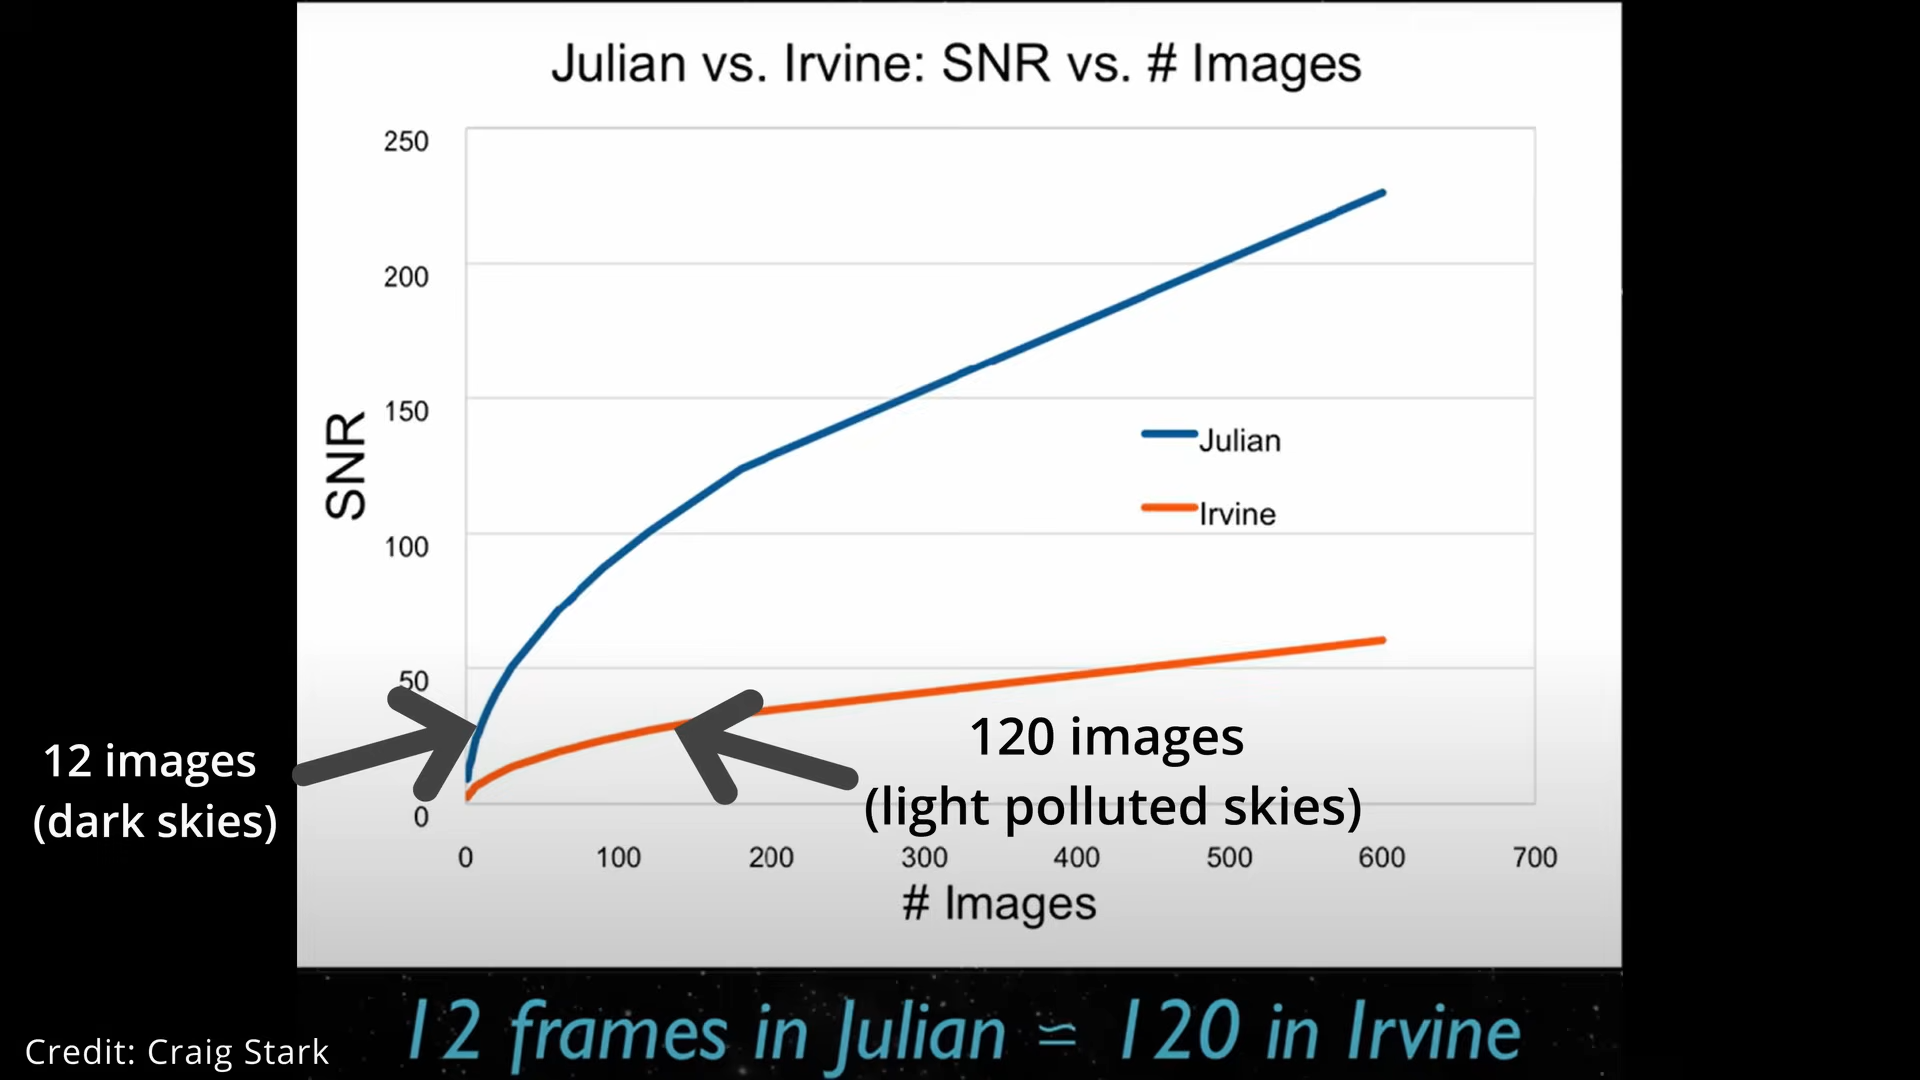 Julian vs. Irvine: SNR vs. # Images
250
200
150
100
50
0
SNR
Julian
Irvine
12 images
(dark skies)
120 images
(light polluted skies)
0 100 200 300 400 500 600 700
# Images
12 frames in Julian ≃ 120 in Irvine
Credit: Craig Stark